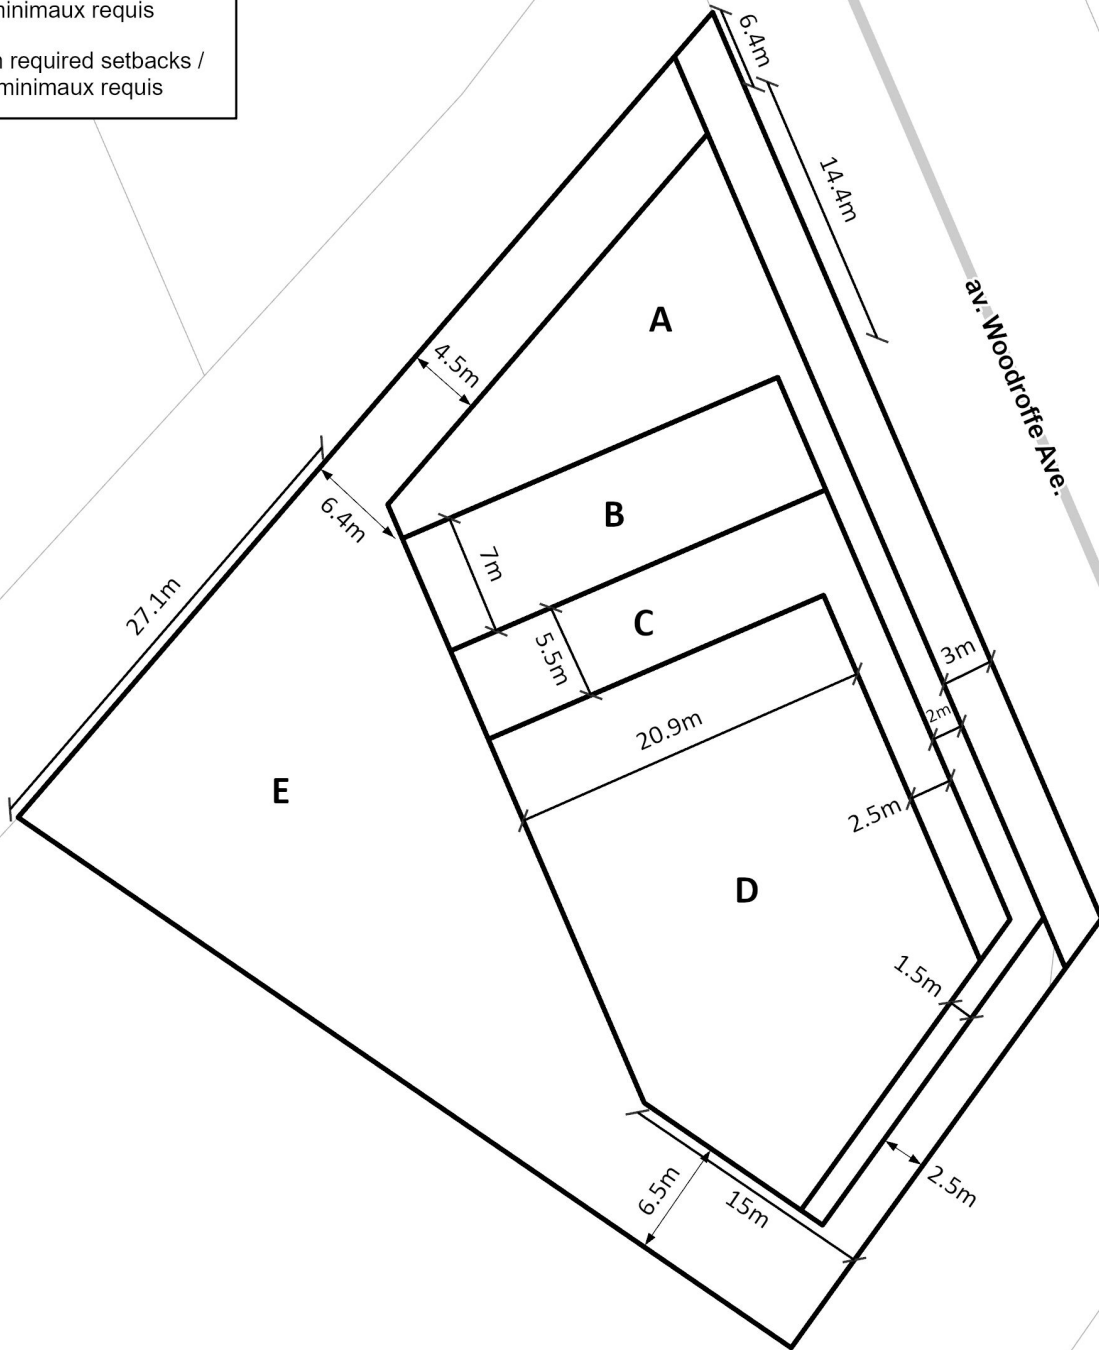 minimaux requis
required setbacks /
minimaux requis
6.4m
14.4m
av. Woodroffe Ave.
A
4.5m
6.4m
B
7m
27.1m
C
5.5m
3m
20.9m
2m
E
2.5m
D
1.5m
6.5m
15m
2.5m